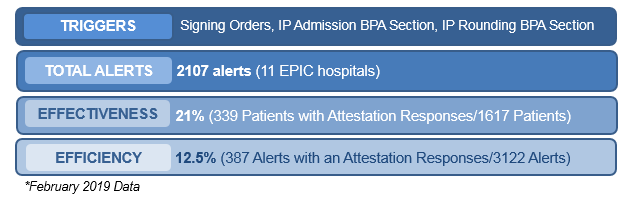 TRIGGERS Signing Orders, IP Admission BPA Section, IP Rounding BPA Section
TOTAL ALERTS 2107 alerts (11 EPIC hospitals)
EFFECTIVENESS 21% (339 Patients with Attestation Responses/1617 Patients)
EFFICIENCY 12.5% (387 Alerts with an Attestation Responses/3122 Alerts)
*February 2019 Data